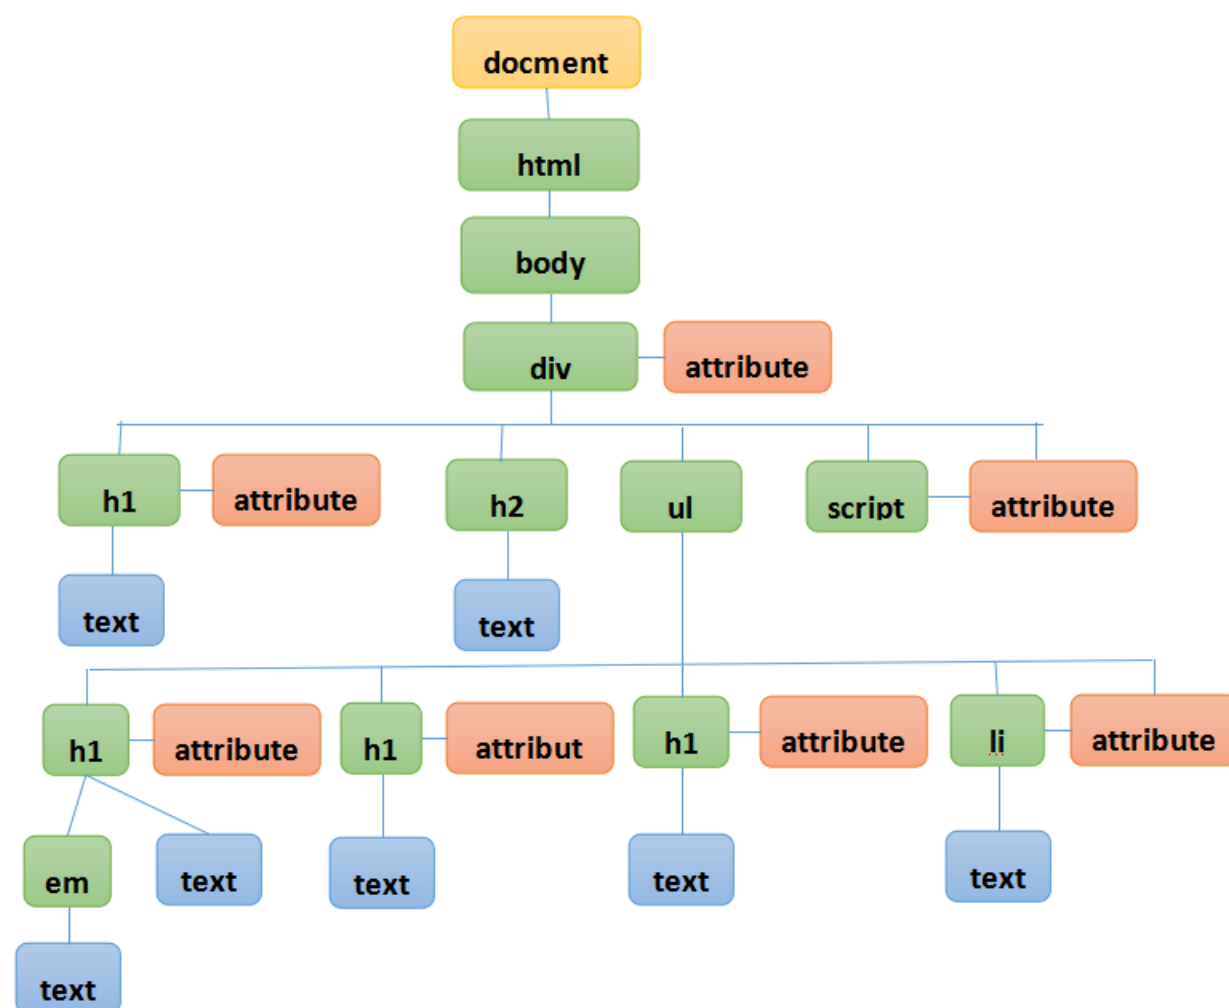 docment
html
body
div
attribute
h1
attribute
h2
ul
script
attribute
text
text
h1
attribute
h1
attribut
h1
attribute
li
attribute
em
text
text
text
text
text